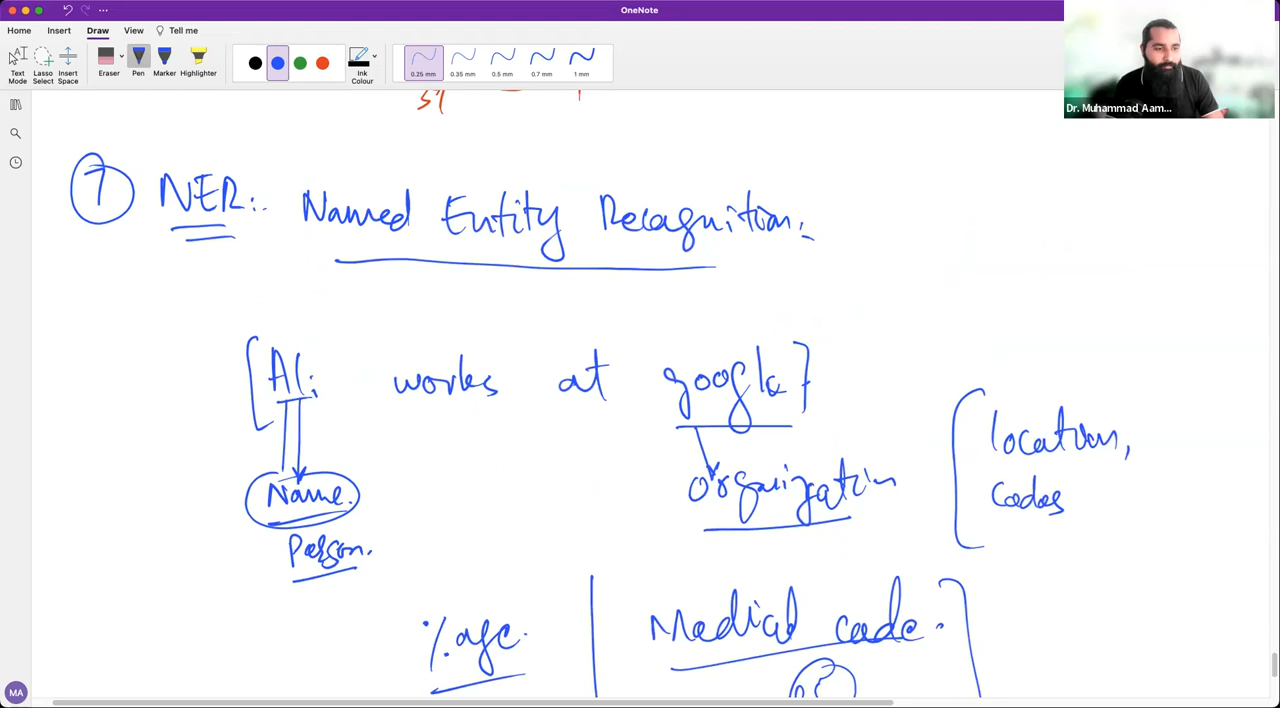 OneNote
Home Insert Draw View Tell me
Text Mode Lasso Select Insert Space Eraser Pen Marker Highlighter 0.25 mm 0.35 mm 0.5 mm 0.7 mm 1 mm Ink Colour
Dr. Muhammad Aam...
7 NER:- Named Entity Recognition:
[Ali works at google]
Name. organization location,
codes
Person.
%age. Medical code.
MA